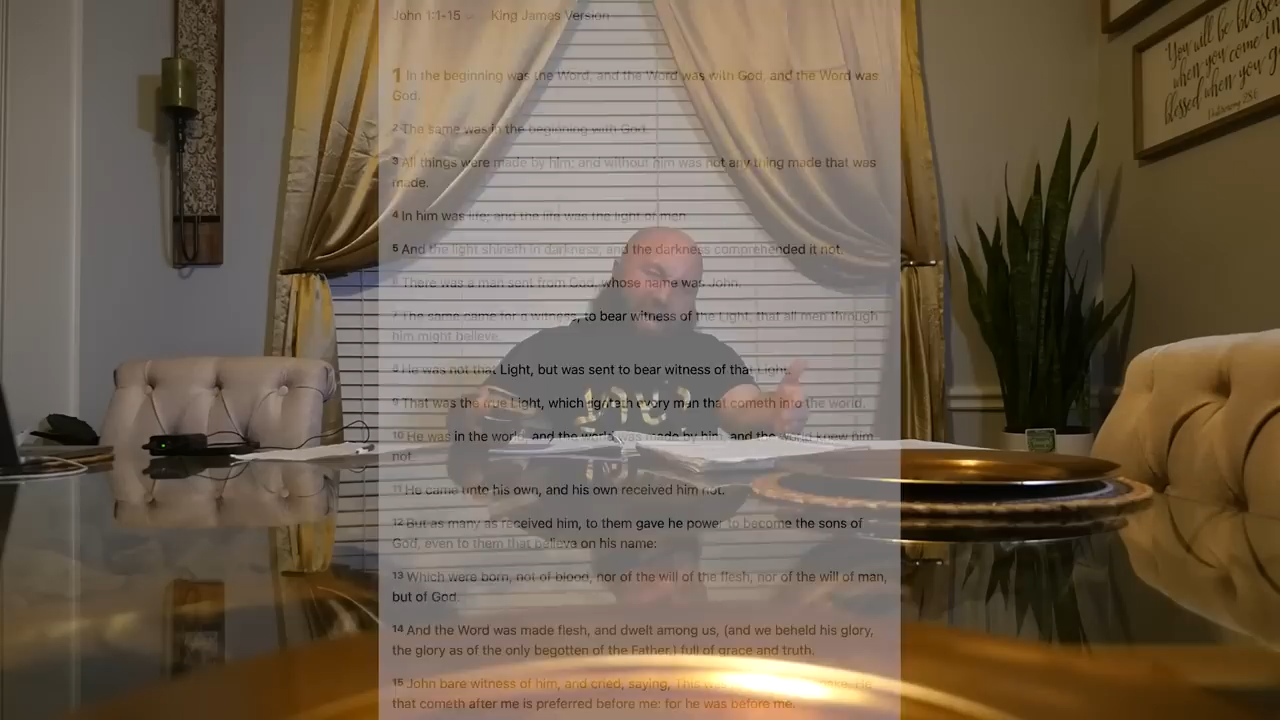 John 1:1-15 King James Version
You will be blessed
when you come in
blessed when you g
1 In the beginning was the Word, and the Word was with God, and the Word was
God.
2 The same was in the beginning with God.
3 All things were made by him; and without him was not any thing made that was
made.
4 In him was life; and the life was the light of men
5 And the light shineth in darkness; and the darkness comprehended it not.
6 There was a man sent from God, whose name was John.
7 The same came for a witness, to bear witness of the Light, that all men through
him might believe.
8 He was not that Light, but was sent to bear witness of that Light.
9 That was the true Light, which lighteth every man that cometh into the world.
10 He was in the world, and the world was made by him, and the world knew him
not.
11 He came unto his own, and his own received him not.
12 But as many as received him, to them gave he power to become the sons of
God, even to them that believe on his name:
13 Which were born, not of blood, nor of the will of the flesh, nor of the will of man,
but of God.
14 And the Word was made flesh, and dwelt among us, (and we beheld his glory,
the glory as of the only begotten of the Father,) full of grace and truth.
15 John bare witness of him, and cried, saying, This was He
that cometh after me is preferred before me: for he was before me.